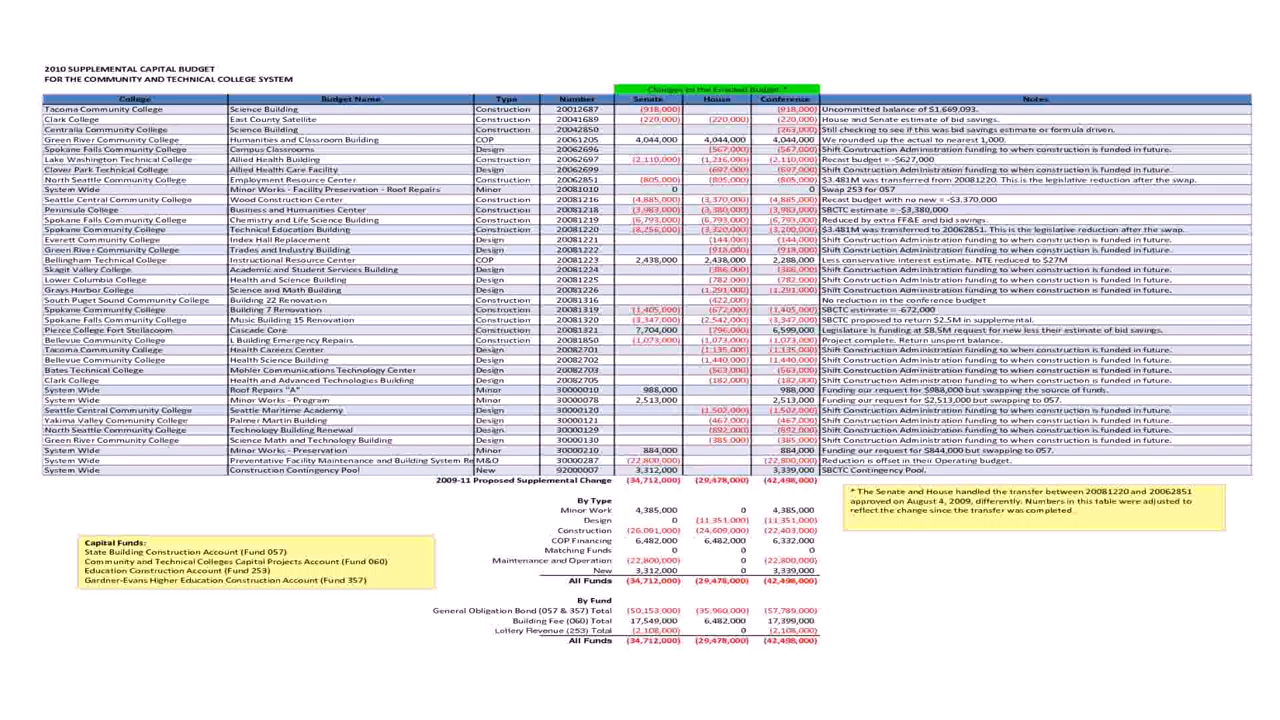 2010 SUPPLEMENTAL CAPITAL BUDGET
FOR THE COMMUNITY AND TECHNICAL COLLEGE SYSTEM
Changes to the Enacted Budget *
College Budget Name Type Number Senate House Conference Notes
Tacoma Community College Science Building Construction 20012687 (918,000) (918,000) Uncommitted balance of $1,669,093.
Clark College East County Satellite Construction 20041689 (220,000) (220,000) (220,000) House and Senate estimate of bid savings.
Centralia Community College Science Building Construction 20042850 (263,000) Still checking to see if this was bid savings estimate or formula driven.
Green River Community College Humanities and Classroom Building COP 20061205 4,044,000 4,044,000 4,044,000 We rounded up the actual to nearest 1,000.
Spokane Falls Community College Campus Classrooms Design 20062696 (567,000) (567,000) Shift Construction Administration funding to when construction is funded in future.
Lake Washington Technical College Allied Health Building Construction 20062697 (2,110,000) (1,216,000) (2,110,000) Recast budget = -$627,000
Clover Park Technical College Allied Health Care Facility Design 20062699 (697,000) (697,000) Shift Construction Administration funding to when construction is funded in future.
North Seattle Community College Employment Resource Center Construction 20062851 (805,000) (805,000) (805,000) $3.481M was transferred from 20081220. This is the legislative reduction after the swap.
System Wide Minor Works - Facility Preservation - Roof Repairs Minor 20081010 0 0 Swap 253 for 057
Seattle Central Community College Wood Construction Center Construction 20081216 (4,885,000) (3,370,000) (4,885,000) Recast budget with no new = -$3,370,000
Peninsula College Business and Humanities Center Construction 20081218 (3,983,000) (3,380,000) (3,983,000) SBCTC estimate = -$3,380,000
Spokane Falls Community College Chemistry and Life Science Building Construction 20081219 (6,793,000) (6,793,000) (6,793,000) Reduced by extra FF&E and bid savings.
Spokane Community College Technical Education Building Construction 20081220 (8,256,000) (3,320,000) (3,200,000) $3.481M was transferred to 20062851. This is the legislative reduction after the swap.
Everett Community College Index Hall Replacement Design 20081221 (144,000) (144,000) Shift Construction Administration funding to when construction is funded in future.
Green River Community College Trades and Industry Building Design 20081222 (918,000) (918,000) Shift Construction Administration funding to when construction is funded in future.
Bellingham Technical College Instructional Resource Center COP 20081223 2,438,000 2,438,000 2,288,000 Less conservative interest estimate. NTE reduced to $27M
Skagit Valley College Academic and Student Services Building Design 20081224 (386,000) (386,000) Shift Construction Administration funding to when construction is funded in future.
Lower Columbia College Health and Science Building Design 20081225 (782,000) (782,000) Shift Construction Administration funding to when construction is funded in future.
Grays Harbor College Science and Math Building Design 20081226 (1,291,000) (1,291,000) Shift Construction Administration funding to when construction is funded in future.
South Puget Sound Community College Building 22 Renovation Construction 20081316 (422,000) No reduction in the conference budget
Spokane Falls Community College Building 7 Renovation Construction 20081319 (1,405,000) (672,000) (1,405,000) SBCTC estimate = -672,000
Spokane Falls Community College Music Building 15 Renovation Construction 20081320 (3,347,000) (2,542,000) (3,347,000) SBCTC proposed to return $2.5M in supplemental.
Pierce College Fort Steilacoom Cascade Core Construction 20081321 7,704,000 (796,000) 6,599,000 Legislature is funding at $8.5M request for new less their estimate of bid savings.
Bellevue Community College L Building Emergency Repairs Construction 20081850 (1,073,000) (1,073,000) (1,073,000) Project complete. Return unspent balance.
Tacoma Community College Health Careers Center Design 20082701 (1,135,000) (1,135,000) Shift Construction Administration funding to when construction is funded in future.
Bellevue Community College Health Science Building Design 20082702 (1,440,000) (1,440,000) Shift Construction Administration funding to when construction is funded in future.
Bates Technical College Mohler Communications Technology Center Design 20082703 (563,000) (563,000) Shift Construction Administration funding to when construction is funded in future.
Clark College Health and Advanced Technologies Building Design 20082705 (182,000) (182,000) Shift Construction Administration funding to when construction is funded in future.
System Wide Roof Repairs "A" Minor 30000010 988,000 988,000 Funding our request for $988,000 but swapping the source of funds.
System Wide Minor Works - Program Minor 30000078 2,513,000 2,513,000 Funding our request for $2,513,000 but swapping to 057.
Seattle Central Community College Seattle Maritime Academy Design 30000120 (1,502,000) (1,502,000) Shift Construction Administration funding to when construction is funded in future.
Yakima Valley Community College Palmer Martin Building Design 30000121 (467,000) (467,000) Shift Construction Administration funding to when construction is funded in future.
North Seattle Community College Technology Building Renewal Design 30000129 (892,000) (892,000) Shift Construction Administration funding to when construction is funded in future.
Green River Community College Science Math and Technology Building Design 30000130 (385,000) (385,000) Shift Construction Administration funding to when construction is funded in future.
System Wide Minor Works - Preservation Minor 30000210 884,000 884,000 Funding our request for $844,000 but swapping to 057.
System Wide Preventative Facility Maintenance and Building System Re M&O 30000287 (22,800,000) (22,800,000) Reduction is offset in their Operating budget.
System Wide Construction Contingency Pool New 92000007 3,312,000 3,339,000 SBCTC Contingency Pool.
2009-11 Proposed Supplemental Change (34,712,000) (29,478,000) (42,498,000)
* The Senate and House handled the transfer between 20081220 and 20062851
approved on August 4, 2009, differently. Numbers in this table were adjusted to
reflect the change since the transfer was completed.
By Type
Minor Work 4,385,000 0 4,385,000
Design 0 (11,351,000) (11,351,000)
Construction (26,091,000) (24,609,000) (22,403,000)
COP Financing 6,482,000 6,482,000 6,332,000
Matching Funds 0 0 0
Maintenance and Operation (22,800,000) 0 (22,800,000)
New 3,312,000 0 3,339,000
All Funds (34,712,000) (29,478,000) (42,498,000)
Capital Funds:
State Building Construction Account (Fund 057)
Community and Technical Colleges Capital Projects Account (Fund 060)
Education Construction Account (Fund 253)
Gardner-Evans Higher Education Construction Account (Fund 357)
By Fund
General Obligation Bond (057 & 357) Total (50,153,000) (35,960,000) (57,789,000)
Building Fee (060) Total 17,549,000 6,482,000 17,399,000
Lottery Revenue (253) Total (2,108,000) 0 (2,108,000)
All Funds (34,712,000) (29,478,000) (42,498,000)